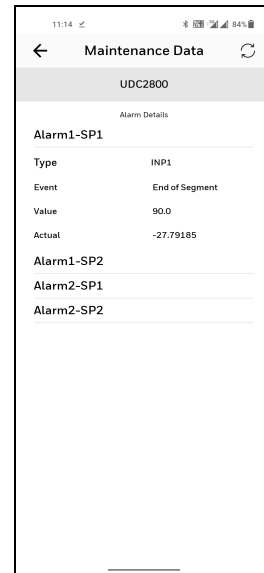 11:14
84%
Maintenance Data
UDC2800
Alarm Details
Alarm1-SP1
Type INP1
Event End of Segment
Value 90.0
Actual -27.79185
Alarm1-SP2
Alarm2-SP1
Alarm2-SP2